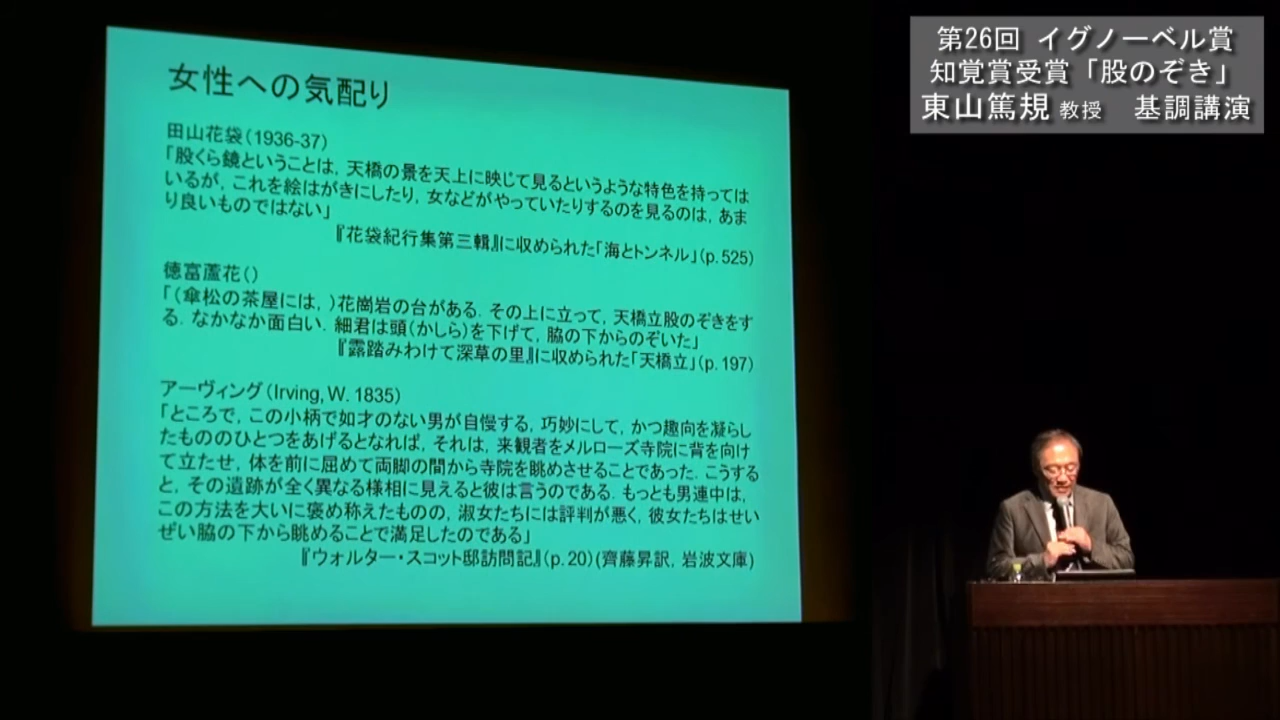 第26回 イグノーベル賞
知覚賞受賞「股のぞき」
東山篤規 教授 基調講演
女性への気配り
田山花袋(1936-37)
「股くら鏡ということは，天橋の景を天上に映じて見るというような特色を持っては
いるが，これを絵はがきにしたり，女などがやっていたりするのを見るのは，あま
り良いものではない」
『花袋紀行集第三輯』に収められた「海とトンネル」(p.525)
徳富蘆花()
「(傘松の茶屋には，)花崗岩の台がある．その上に立って，天橋立股のぞきをす
る．なかなか面白い．細君は頭(かしら)を下げて，脇の下からのぞいた」
『露踏みわけて深草の里』に収められた「天橋立」(p.197)
アーヴィング(Irving, W. 1835)
「ところで，この小柄で如才のない男が自慢する，巧妙にして，かつ趣向を凝らし
たもののひとつをあげるとなれば，それは，来観者をメルローズ寺院に背を向け
て立たせ，体を前に屈めて両脚の間から寺院を眺めさせることであった．こうする
と，その遺跡が全く異なる様相に見えると彼は言うのである．もっとも男連中は，
この方法を大いに褒め称えたものの，淑女たちには評判が悪く，彼女たちはせい
ぜい脇の下から眺めることで満足したのである」
『ウォルター・スコット邸訪問記』(p.20)(齊藤昇訳，岩波文庫)